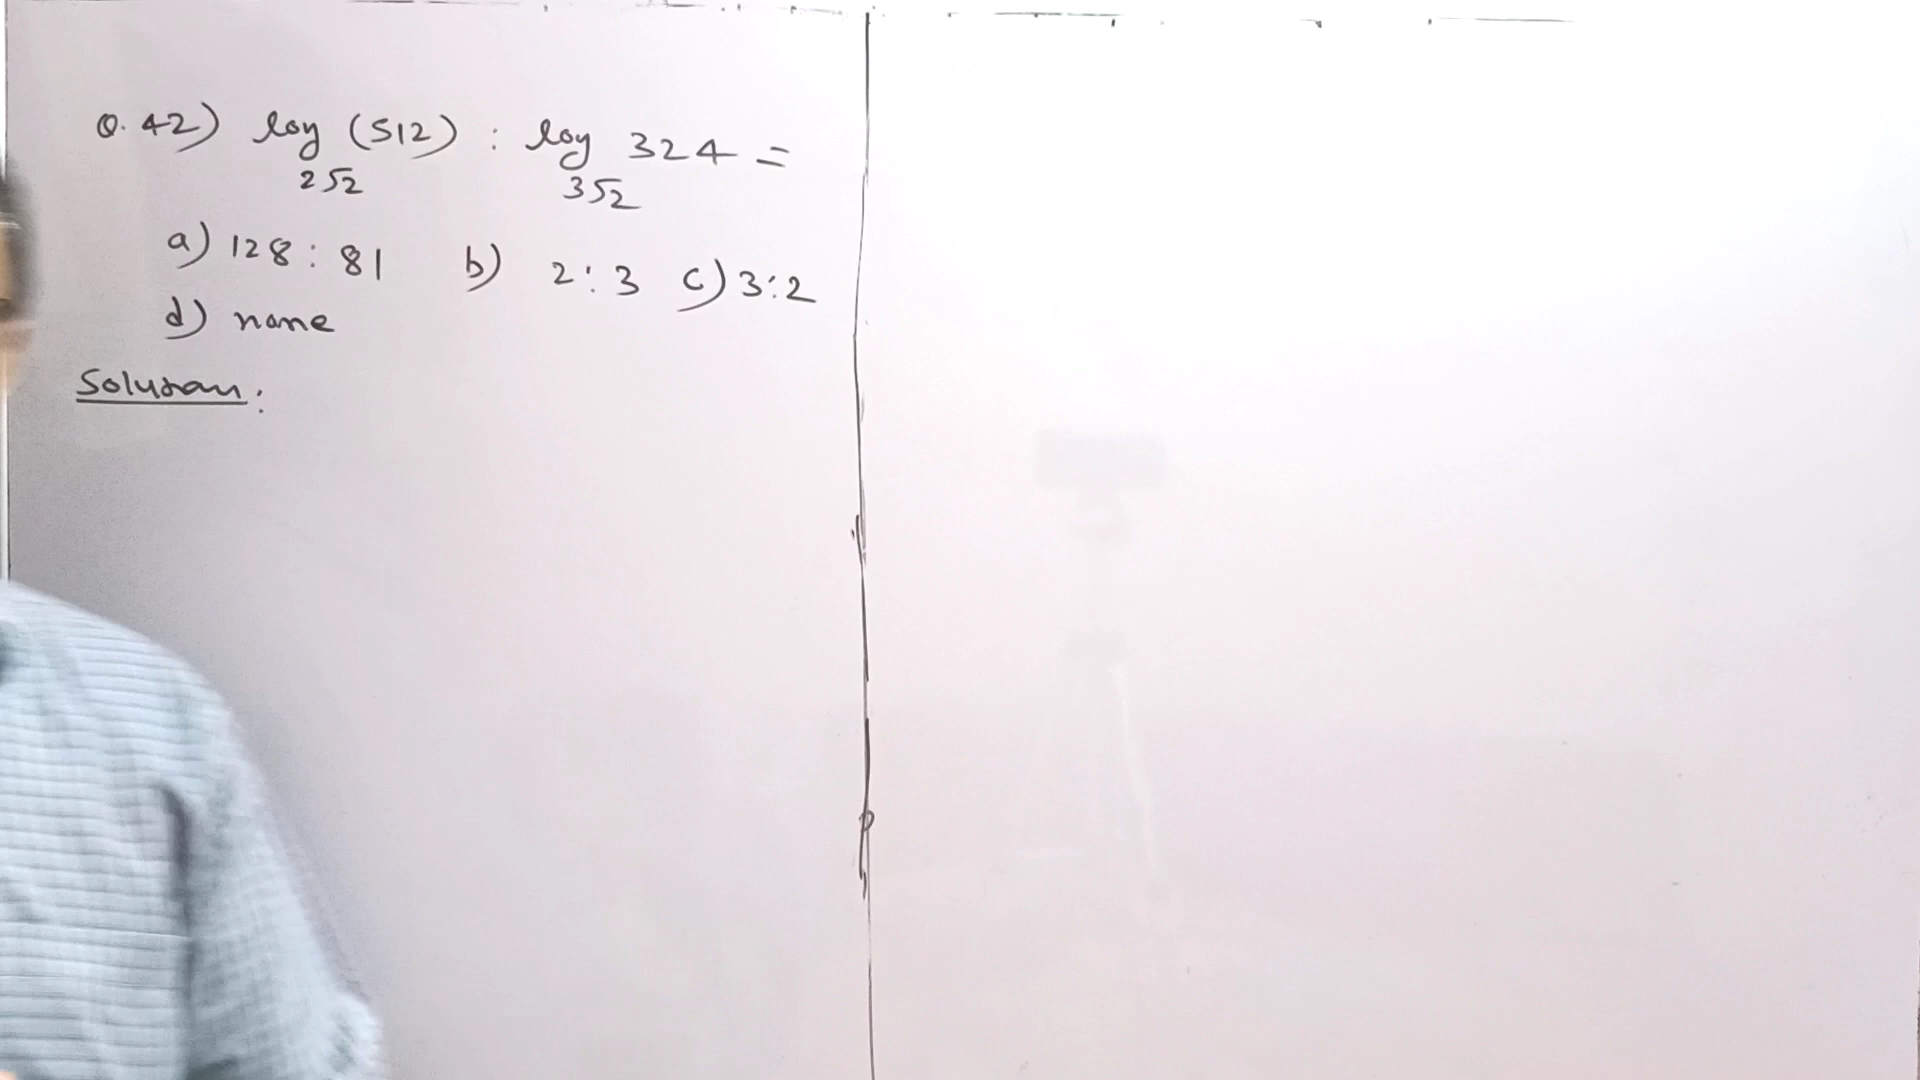 Q. 42) log (512) : log 324 =
2√2 3√2
a) 128 : 81 b) 2 : 3 c) 3:2
d) none
Solution: